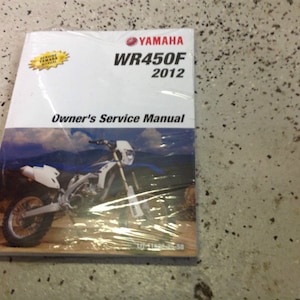 YAMAHA
WR450F
2012
Owner's Service Manual